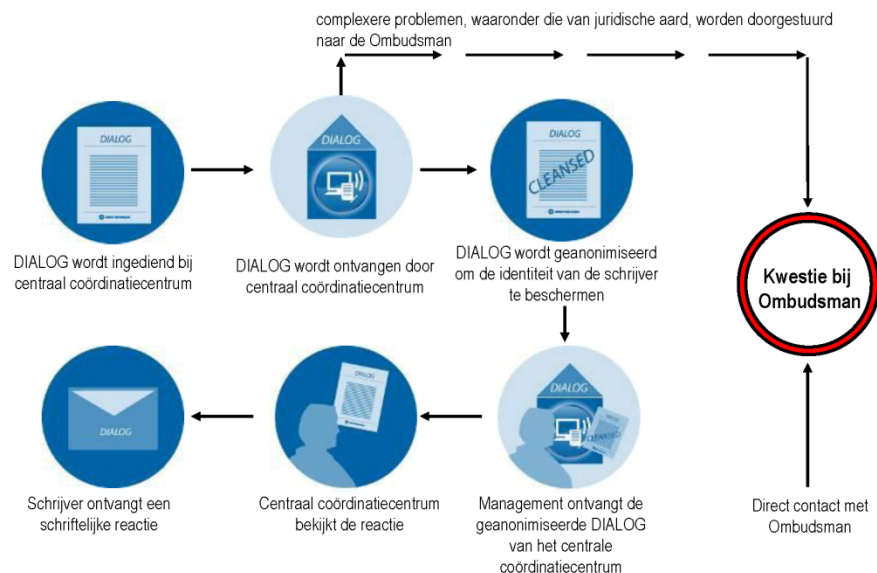 complexere problemen, waaronder die van juridische aard, worden doorgestuurd
naar de Ombudsman
DIALOG
DIALOG
DIALOG
CLEANSED
DIALOG wordt ingediend bij
centraal coördinatiecentrum
DIALOG wordt ontvangen door
centraal coördinatiecentrum
DIALOG wordt geanonimiseerd
om de identiteit van de schrijver
te beschermen
Kwestie bij
Ombudsman
DIALOG
DIALOG
CLEANSED
Schrijver ontvangt een
schriftelijke reactie
Centraal coördinatiecentrum
bekijkt de reactie
Management ontvangt de
geanonimiseerde DIALOG
van het centrale
coördinatiecentrum
Direct contact met
Ombudsman